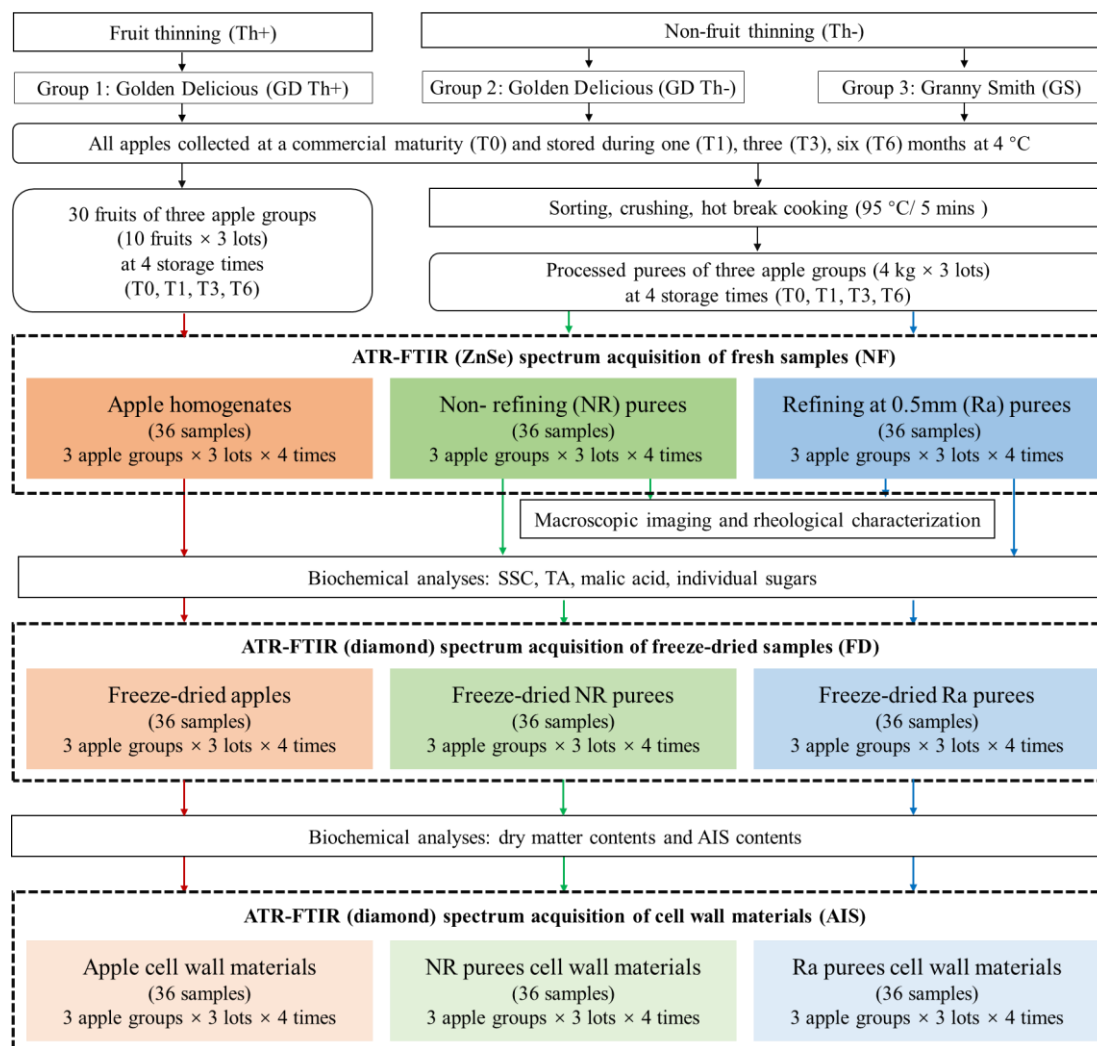 Fruit thinning (Th+)
Non-fruit thinning (Th-)
Group 1: Golden Delicious (GD Th+)
Group 2: Golden Delicious (GD Th-)
Group 3: Granny Smith (GS)
All apples collected at a commercial maturity (T0) and stored during one (T1), three (T3), six (T6) months at 4 °C
30 fruits of three apple groups
(10 fruits × 3 lots)
at 4 storage times
(T0, T1, T3, T6)
Sorting, crushing, hot break cooking (95 °C/ 5 mins )
Processed purees of three apple groups (4 kg × 3 lots)
at 4 storage times (T0, T1, T3, T6)
ATR-FTIR (ZnSe) spectrum acquisition of fresh samples (NF)
Apple homogenates
(36 samples)
3 apple groups × 3 lots × 4 times
Non- refining (NR) purees
(36 samples)
3 apple groups × 3 lots × 4 times
Refining at 0.5mm (Ra) purees
(36 samples)
3 apple groups × 3 lots × 4 times
Macroscopic imaging and rheological characterization
Biochemical analyses: SSC, TA, malic acid, individual sugars
ATR-FTIR (diamond) spectrum acquisition of freeze-dried samples (FD)
Freeze-dried apples
(36 samples)
3 apple groups × 3 lots × 4 times
Freeze-dried NR purees
(36 samples)
3 apple groups × 3 lots × 4 times
Freeze-dried Ra purees
(36 samples)
3 apple groups × 3 lots × 4 times
Biochemical analyses: dry matter contents and AIS contents
ATR-FTIR (diamond) spectrum acquisition of cell wall materials (AIS)
Apple cell wall materials
(36 samples)
3 apple groups × 3 lots × 4 times
NR purees cell wall materials
(36 samples)
3 apple groups × 3 lots × 4 times
Ra purees cell wall materials
(36 samples)
3 apple groups × 3 lots × 4 times